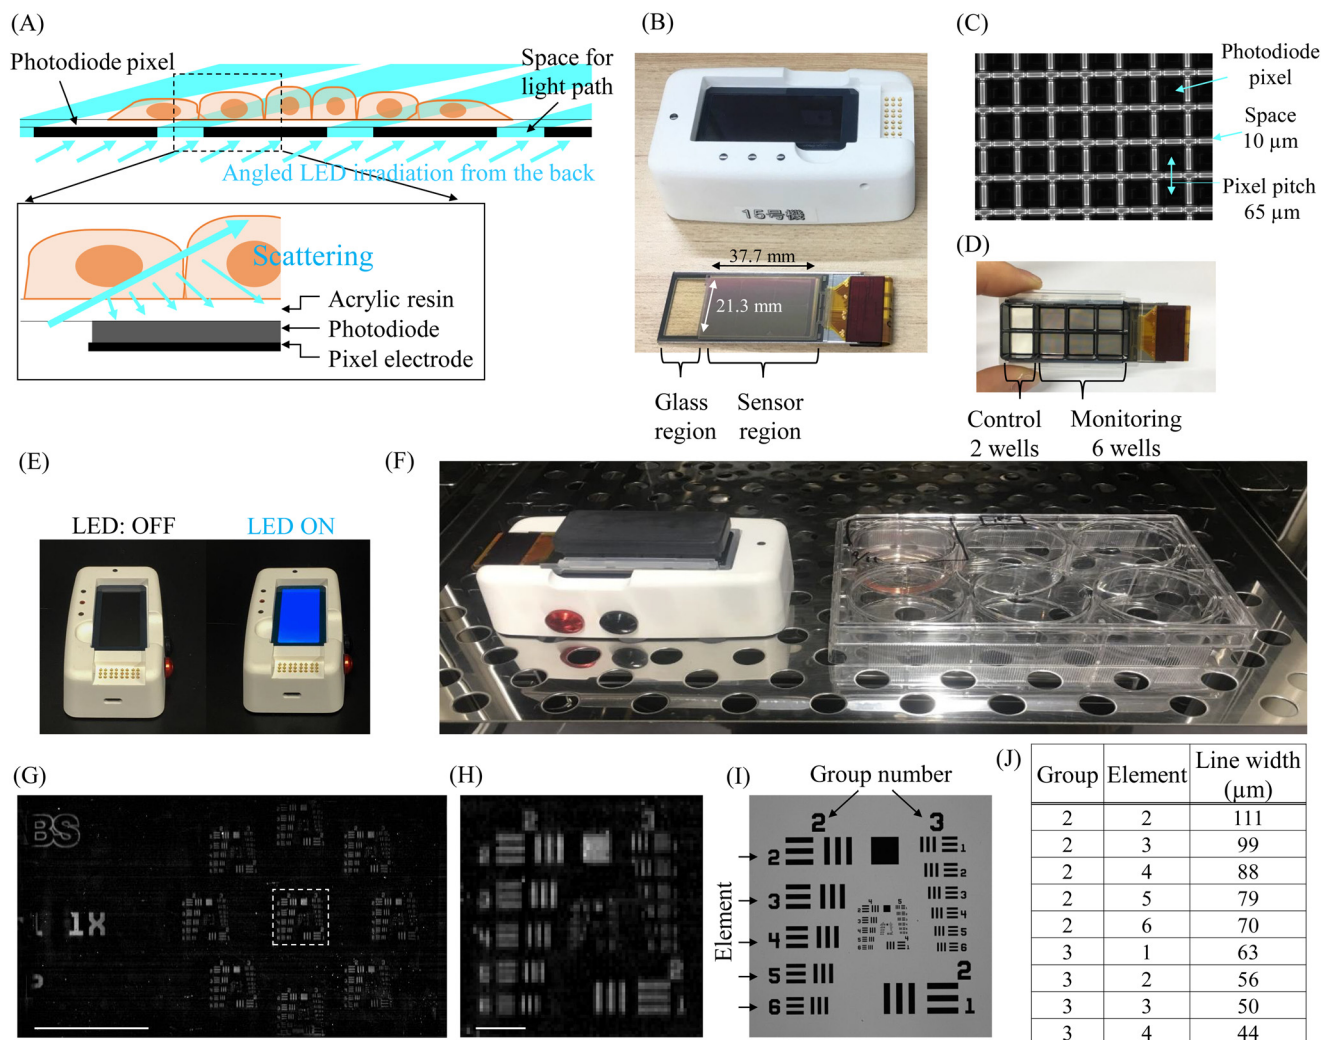 (A)
Photodiode pixel
Space for
light path
Angled LED irradiation from the back
Scattering
Acrylic resin
Photodiode
Pixel electrode
(B)
15号機
37.7 mm
21.3 mm
Glass
region
Sensor
region
(C)
Photodiode
pixel
Space
10 µm
Pixel pitch
65 µm
(D)
Control
2 wells
Monitoring
6 wells
(E)
LED: OFF
LED ON
(F)
(G)
BS
1X
(H)
(I)
Group number
2 3
Element
2
3
4
5
6
1
2
3
4
5
6
4 5
2
1
(J)
Group Element Line width
(µm)
2 2 111
2 3 99
2 4 88
2 5 79
2 6 70
3 1 63
3 2 56
3 3 50
3 4 44